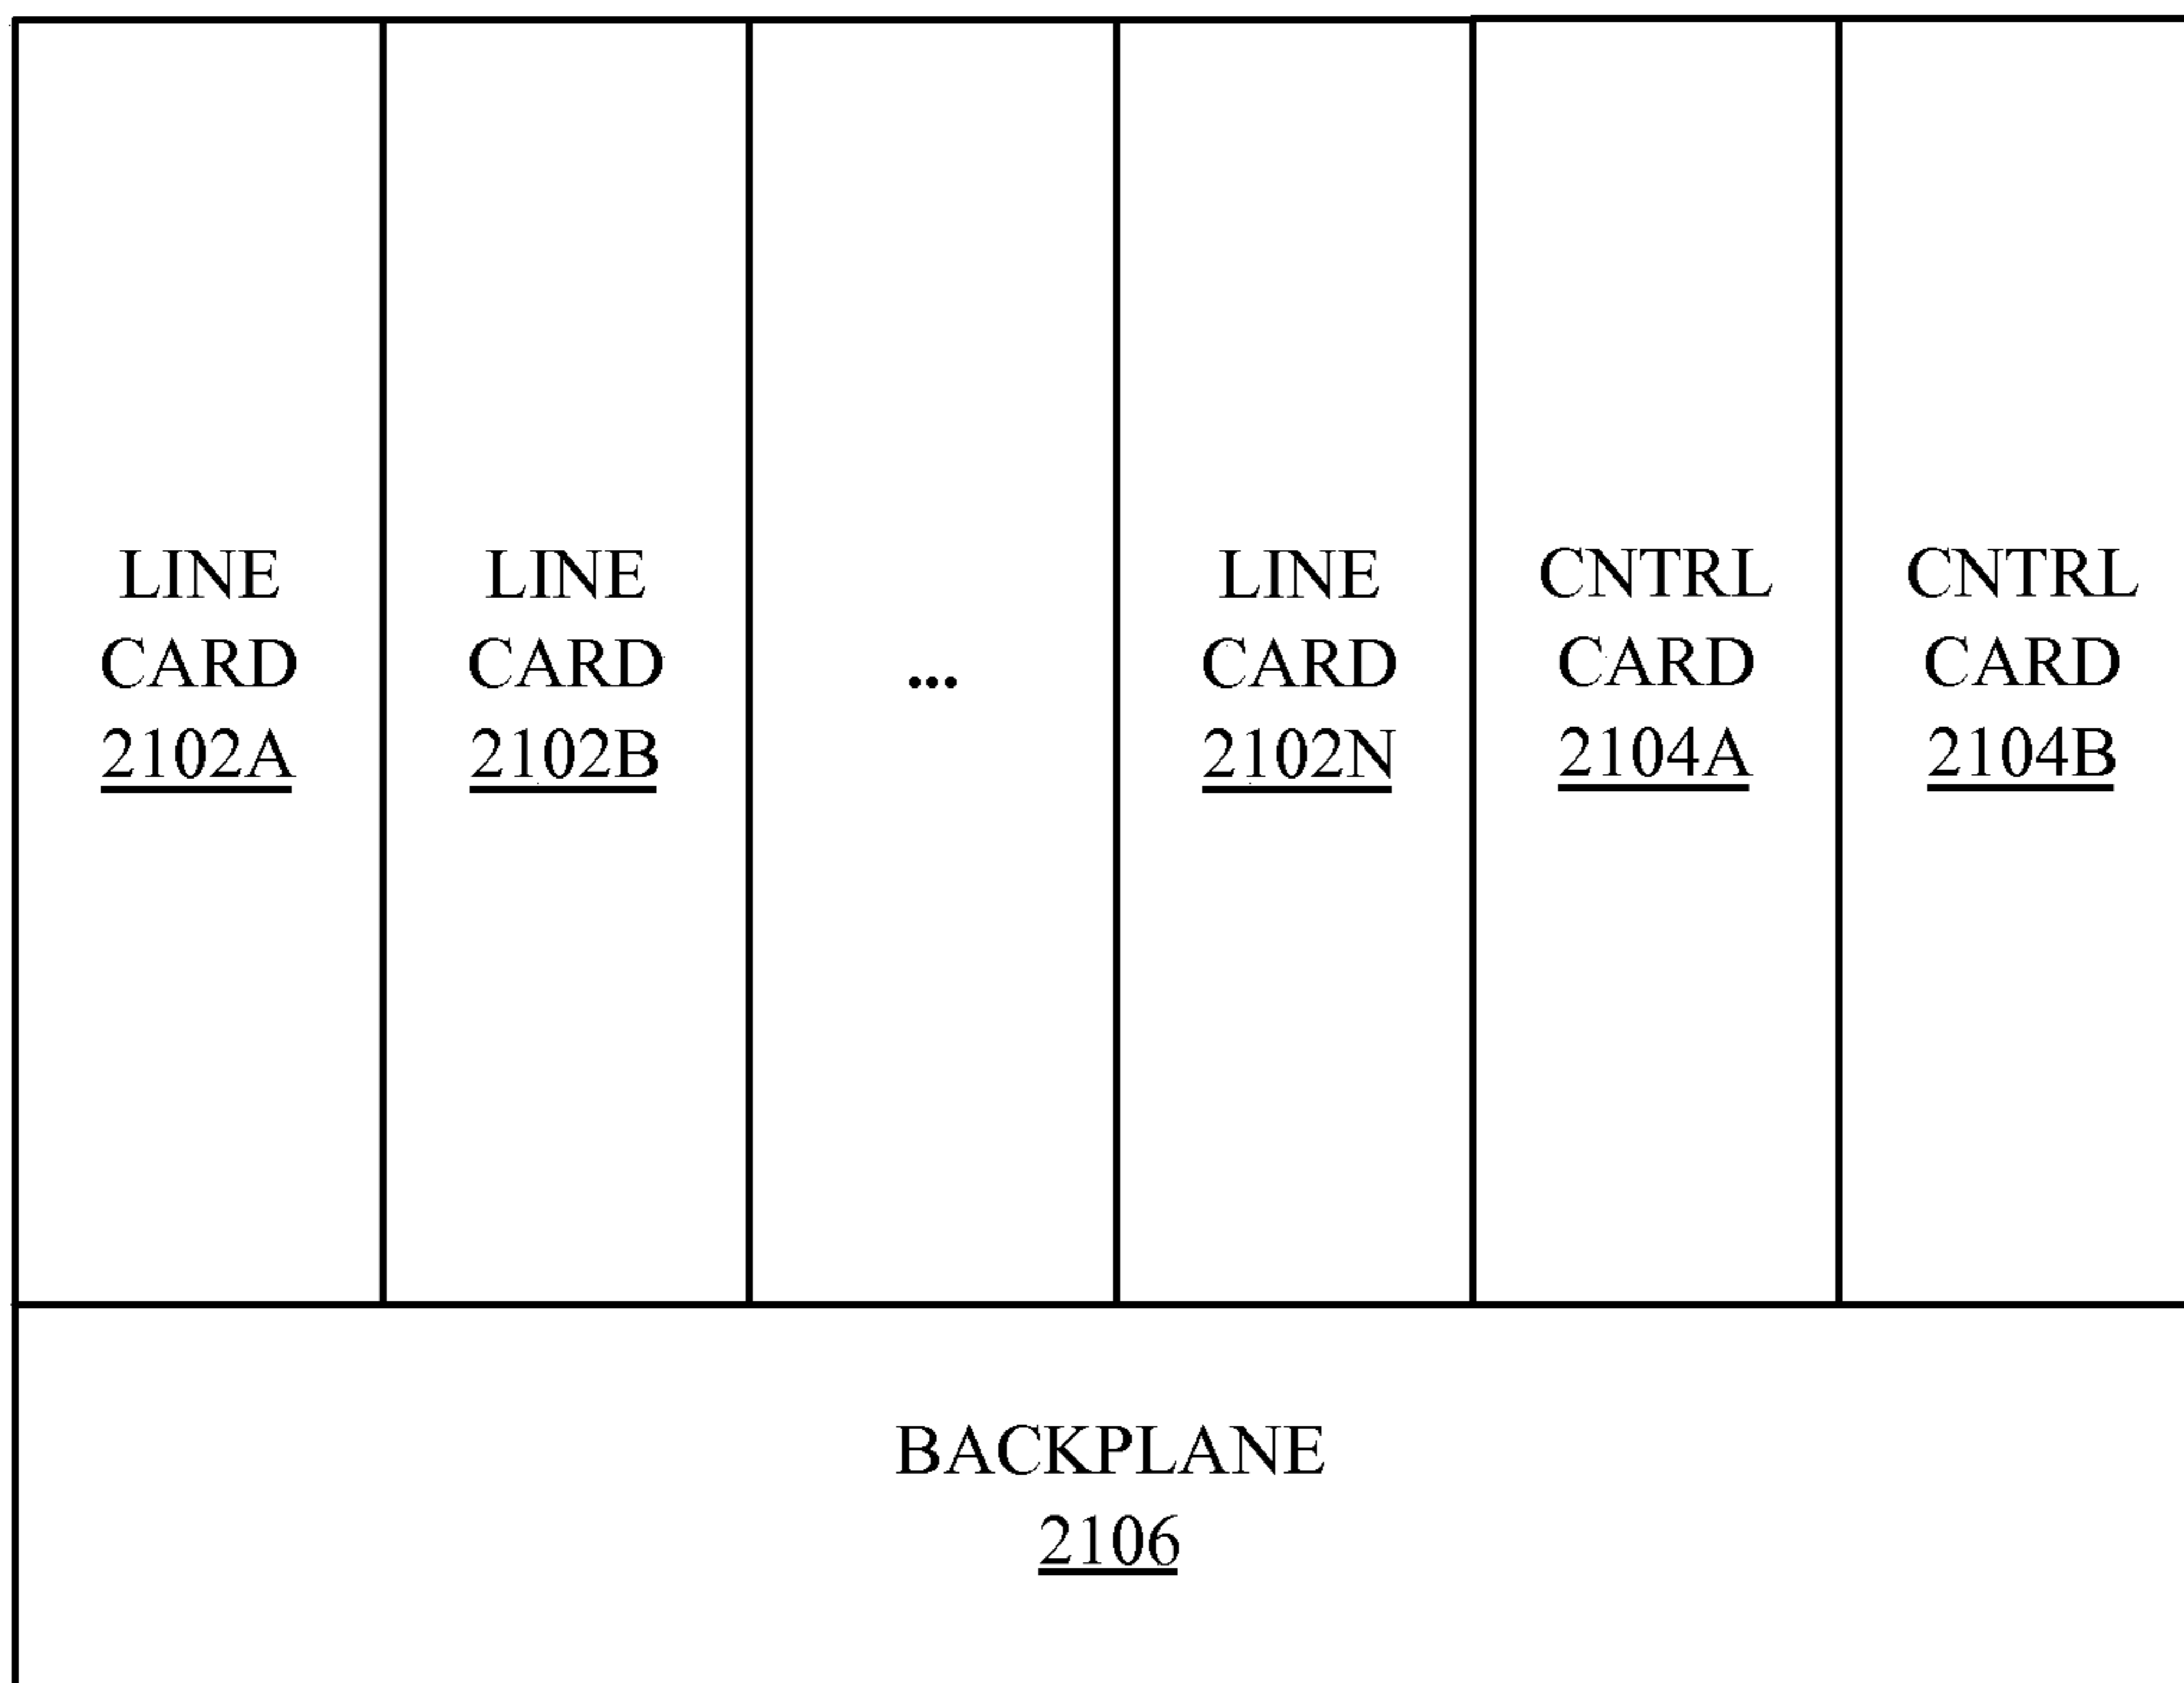 LINE
CARD
2102A
LINE
CARD
2102B
...
LINE
CARD
2102N
CNTRL
CARD
2104A
CNTRL
CARD
2104B
BACKPLANE
2106